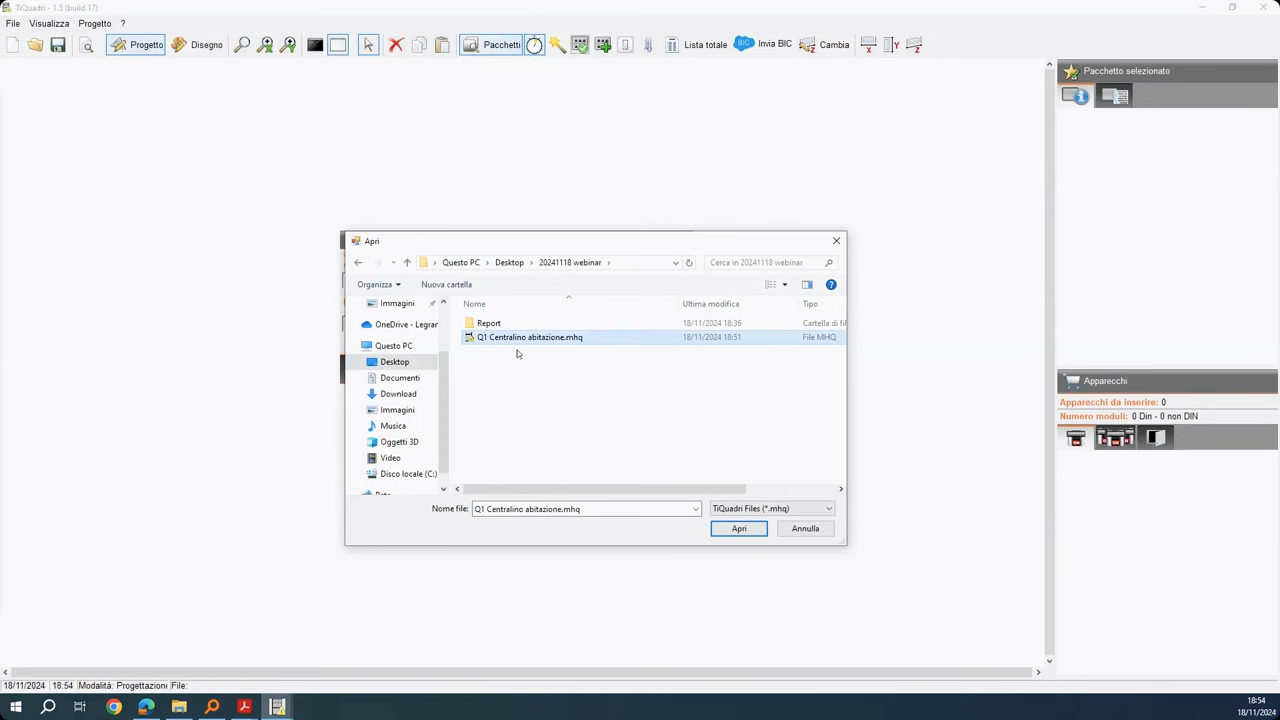 TiQuadri - 1.5 (build 17)
File Visualizza Progetto ?
Progetto Disegno Pacchetti Lista totale BIC Invia BIC Cambia
Pacchetto selezionato
Apri
Questo PC Desktop 20241118 webinar
Cerca in 20241118 webinar
Organizza Nuova cartella
Immagini
OneDrive - Legran
Questo PC
Desktop
Documenti
Download
Immagini
Musica
Oggetti 3D
Video
Disco locale (C:)
Nome Ultima modifica Tipo
Report 18/11/2024 18:36 Cartella di fil
Q1 Centralino abitazione.mhq 18/11/2024 18:51 File MHQ
Nome file: Q1 Centralino abitazione.mhq TiQuadri Files (*.mhq)
Apri Annulla
Apparecchi
Apparecchi da inserire: 0
Numero moduli: 0 Din - 0 non DIN
18/11/2024 18:54 Modalità: Progettazion File:
18:54
18/11/2024